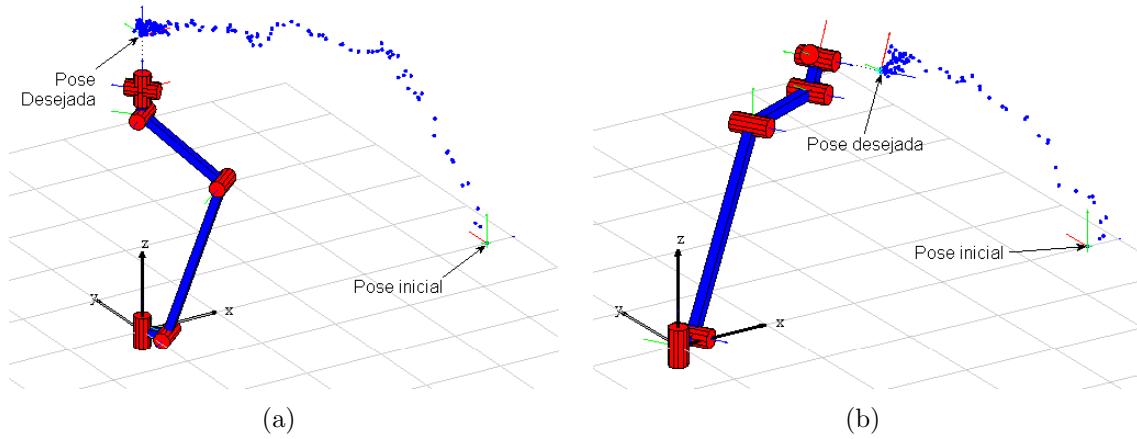 Pose
Desejada
Pose inicial
z
y
x
(a)
Pose desejada
Pose inicial
z
y
x
(b)